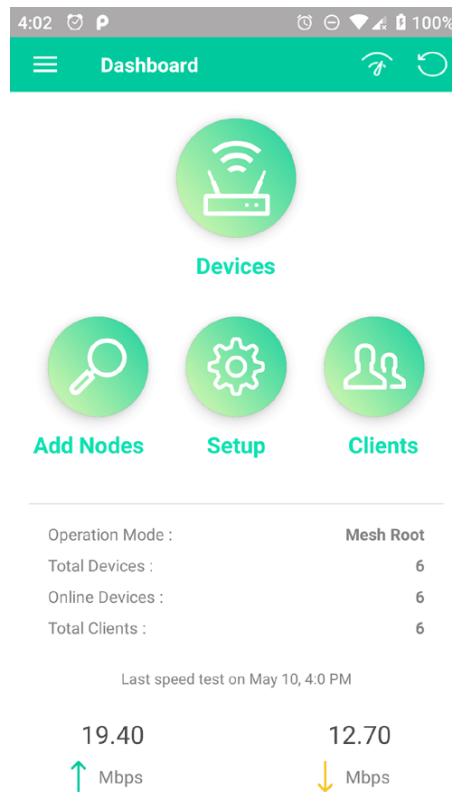 4:02 100%
Dashboard
Devices
Add Nodes Setup Clients
Operation Mode : Mesh Root
Total Devices : 6
Online Devices : 6
Total Clients : 6
Last speed test on May 10, 4:0 PM
19.40 12.70
Mbps Mbps